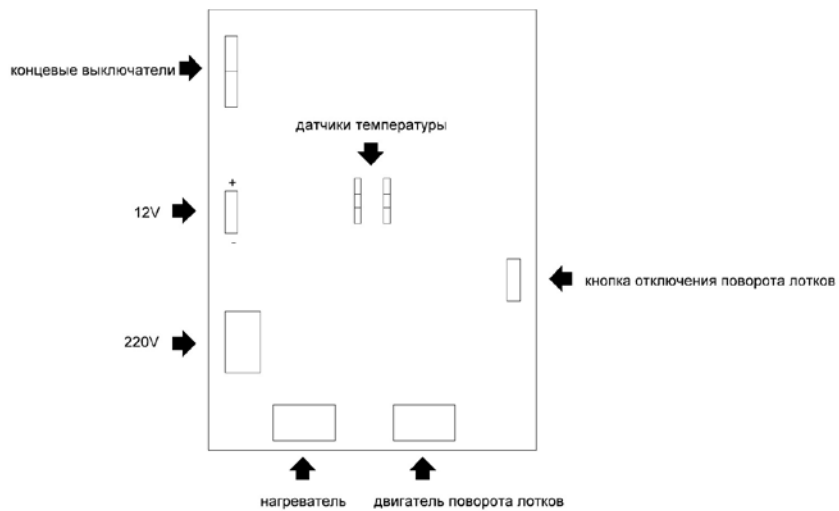 концевые выключатели
датчики температуры
+
12V
-
кнопка отключения поворота лотков
220V
нагреватель
двигатель поворота лотков